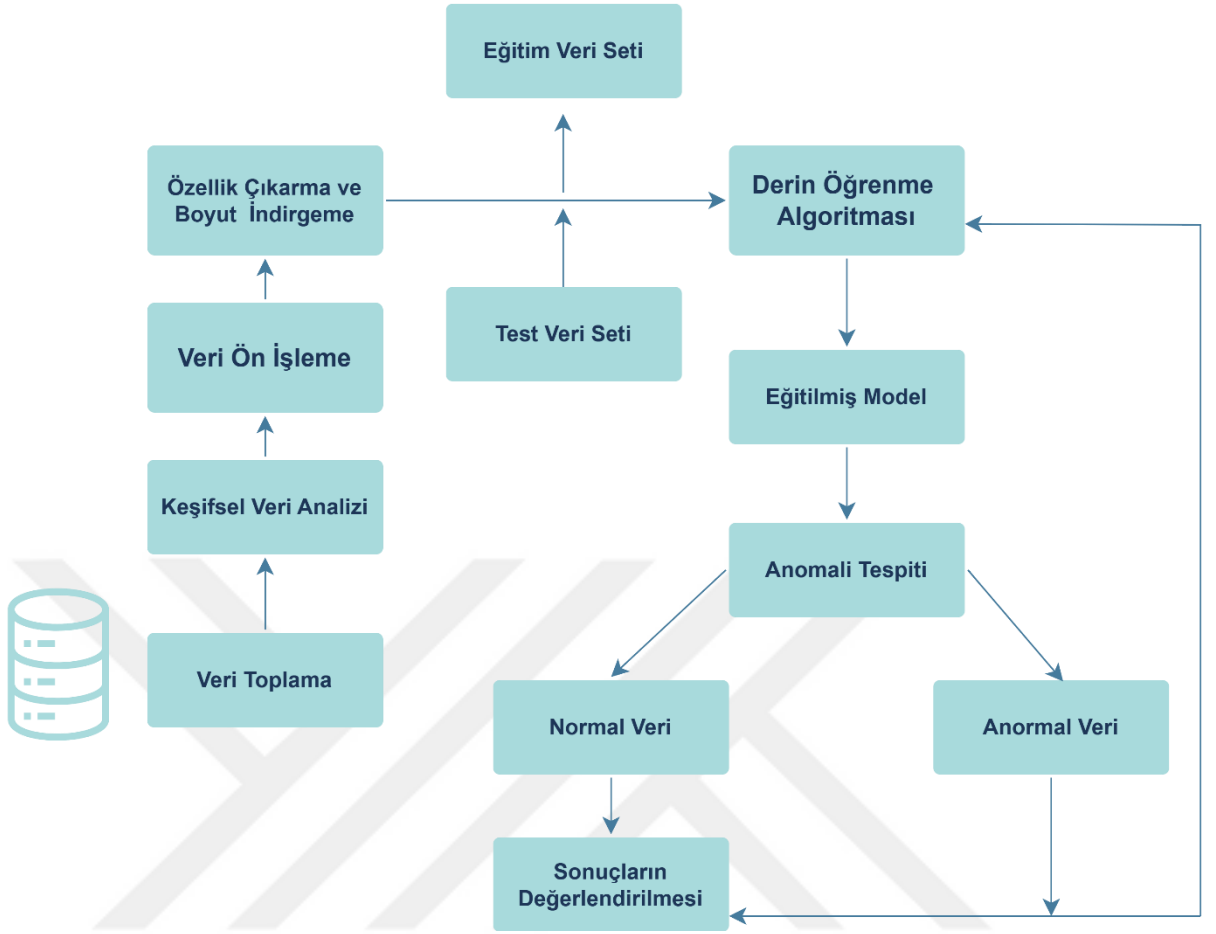 Eğitim Veri Seti
Özellik Çıkarma ve
Boyut İndirgeme
Derin Öğrenme
Algoritması
Test Veri Seti
Veri Ön İşleme
Eğitilmiş Model
Keşifsel Veri Analizi
Anomali Tespiti
Veri Toplama
Normal Veri
Anormal Veri
Sonuçların
Değerlendirilmesi